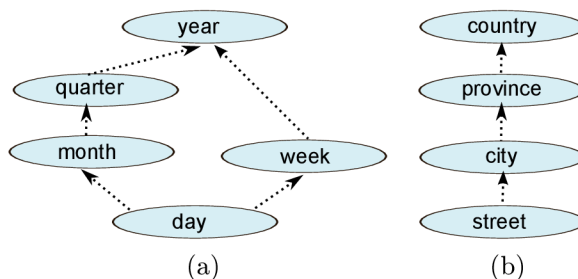 year
country
quarter
province
month
week
city
day
street
(a)
(b)